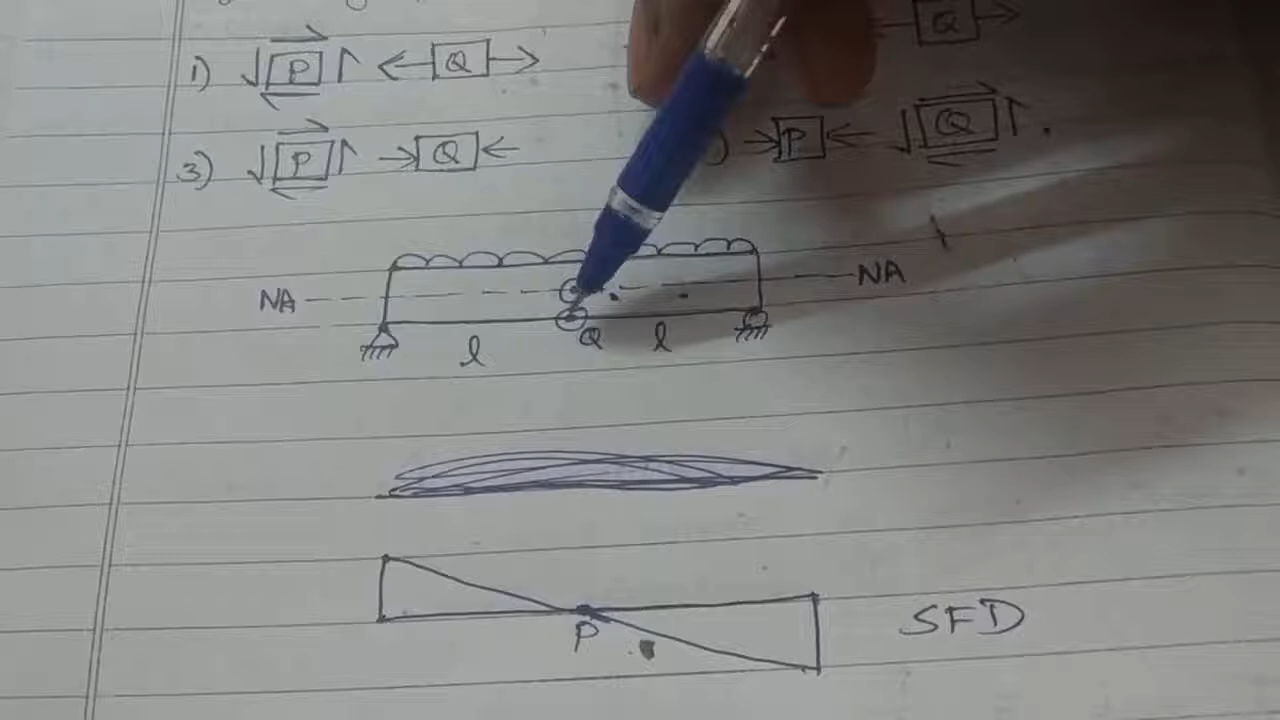 1) P Q
Q
3) P Q
) P Q
NA NA
l Q l
P
SFD